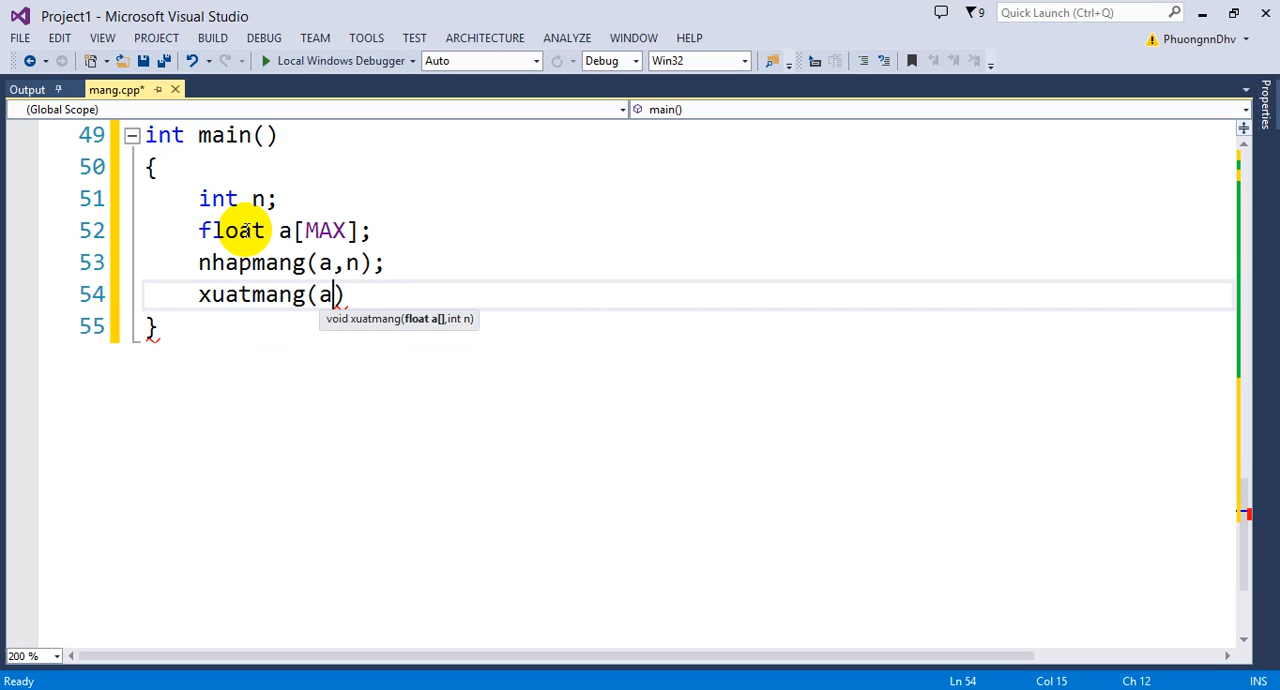 Project1 - Microsoft Visual Studio
9
Quick Launch (Ctrl+Q)
FILE EDIT VIEW PROJECT BUILD DEBUG TEAM TOOLS TEST ARCHITECTURE ANALYZE WINDOW HELP
PhuongnnDhv
Local Windows Debugger Auto Debug Win32
Output mang.cpp*
(Global Scope) main()
Properties
49 int main()
50 {
51 int n;
52 float a[MAX];
53 nhapmang(a,n);
54 xuatmang(a)
void xuatmang(float a[],int n)
55 }
200 %
Ready Ln 54 Col 15 Ch 12 INS